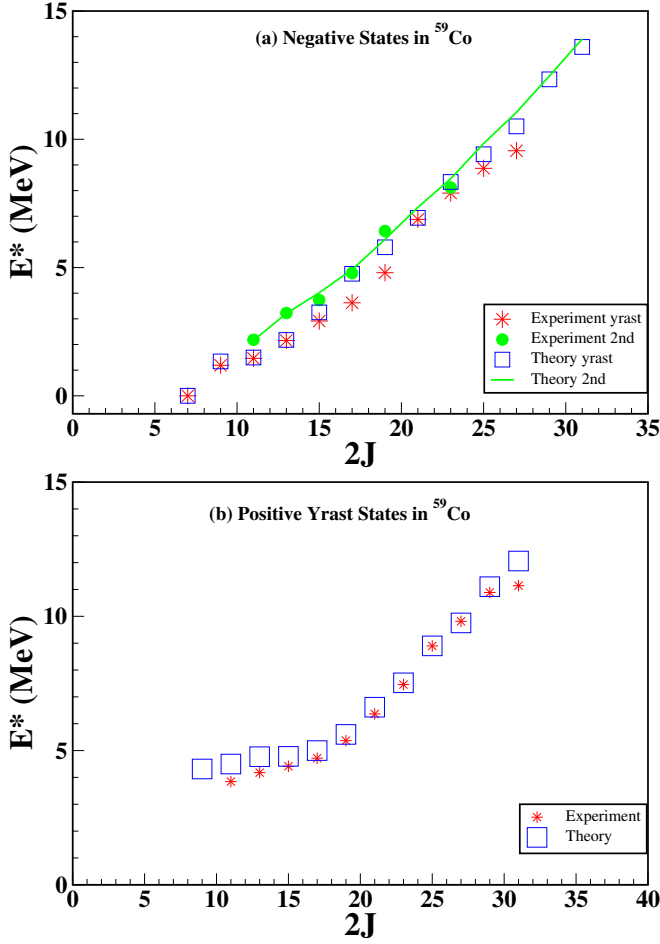 15
(a) Negative States in ⁵⁹Co
10
E* (MeV)
5
Experiment yrast
Experiment 2nd
Theory yrast
Theory 2nd
0
0 5 10 15 20 25 30 35
2J
15
(b) Positive Yrast States in ⁵⁹Co
10
E* (MeV)
5
Experiment
Theory
0
0 5 10 15 20 25 30 35 40
2J